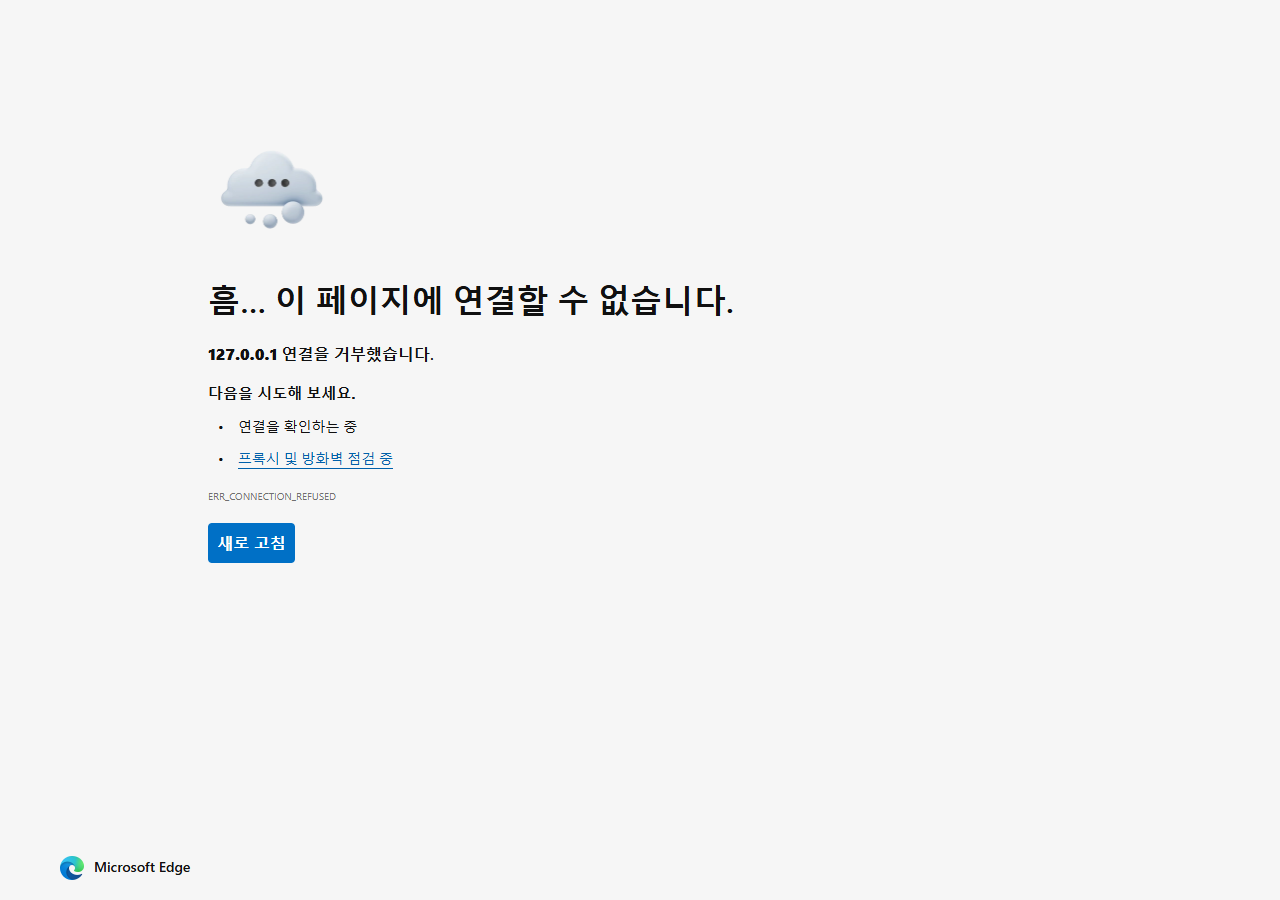 흠... 이 페이지에 연결할 수 없습니다.
127.0.0.1 연결을 거부했습니다.
다음을 시도해 보세요.
• 연결을 확인하는 중
• 프록시 및 방화벽 점검 중
ERR_CONNECTION_REFUSED
새로 고침
Microsoft Edge